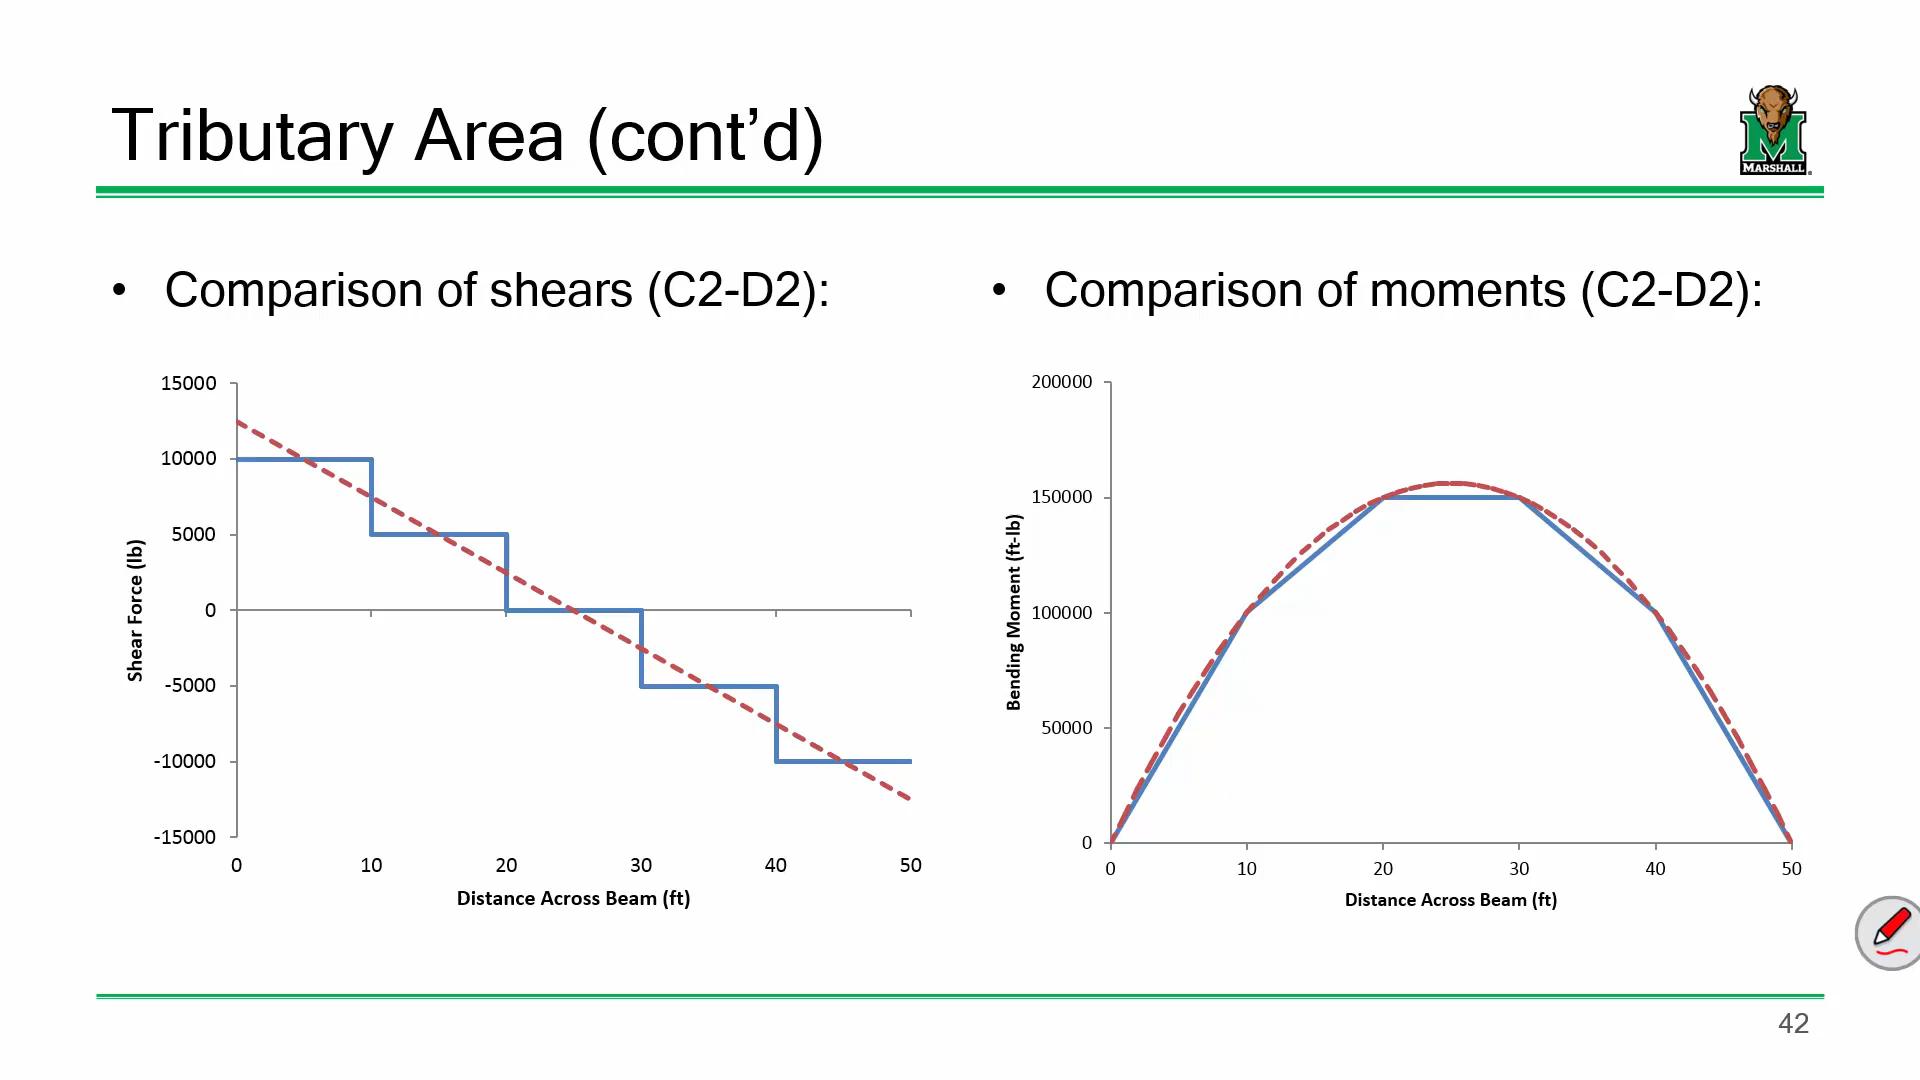 Tributary Area (cont’d)
MARSHALL®
• Comparison of shears (C2-D2):
15000
10000
5000
0
-5000
-10000
-15000
Shear Force (lb)
0 10 20 30 40 50
Distance Across Beam (ft)
• Comparison of moments (C2-D2):
200000
150000
100000
50000
0
Bending Moment (ft-lb)
0 10 20 30 40 50
Distance Across Beam (ft)
42